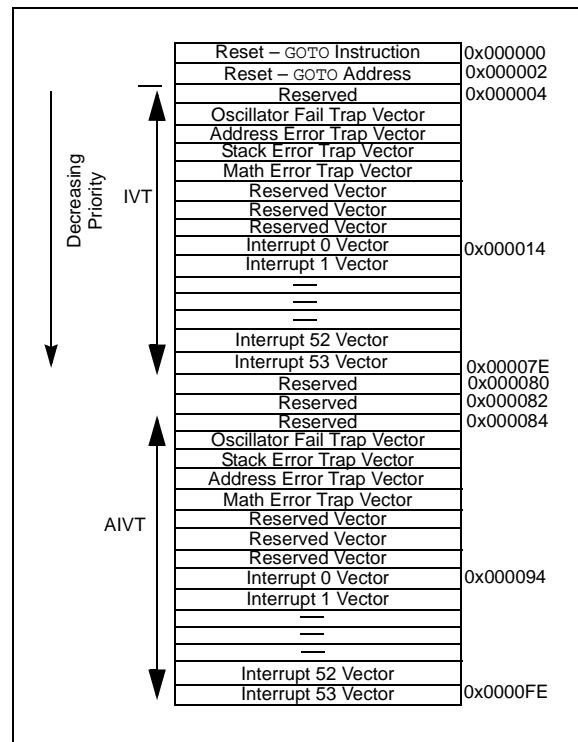 Reset – GOTO Instruction 0x000000
Reset – GOTO Address 0x000002
Reserved 0x000004
Oscillator Fail Trap Vector
Address Error Trap Vector
Stack Error Trap Vector
Math Error Trap Vector
Reserved Vector
Reserved Vector
Reserved Vector
Interrupt 0 Vector 0x000014
Interrupt 1 Vector
—
—
—
Interrupt 52 Vector
Interrupt 53 Vector 0x00007E
Reserved 0x000080
Reserved 0x000082
Reserved 0x000084
Oscillator Fail Trap Vector
Stack Error Trap Vector
Address Error Trap Vector
Math Error Trap Vector
Reserved Vector
Reserved Vector
Reserved Vector
Interrupt 0 Vector 0x000094
Interrupt 1 Vector
—
—
—
Interrupt 52 Vector
Interrupt 53 Vector 0x0000FE
Decreasing
Priority
IVT
AIVT